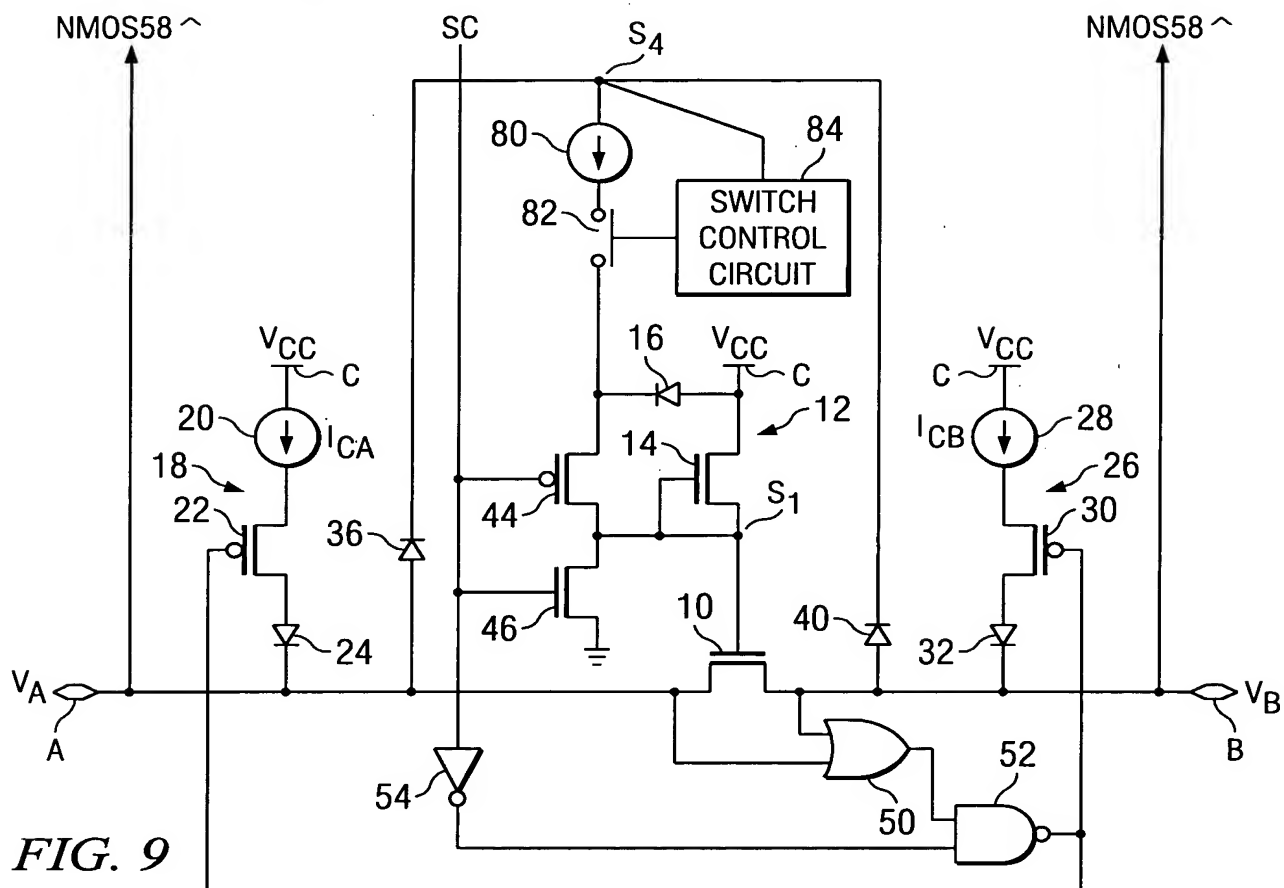 NMOS58 ^
SC
S4
NMOS58 ^
80
84
82
SWITCH
CONTROL
CIRCUIT
VCC
C
16
VCC
C
12
VCC
C
20
ICA
14
ICB
28
18
26
22
44
S1
30
36
46
10
40
24
32
VA
VB
A
B
54
50
52
FIG. 9